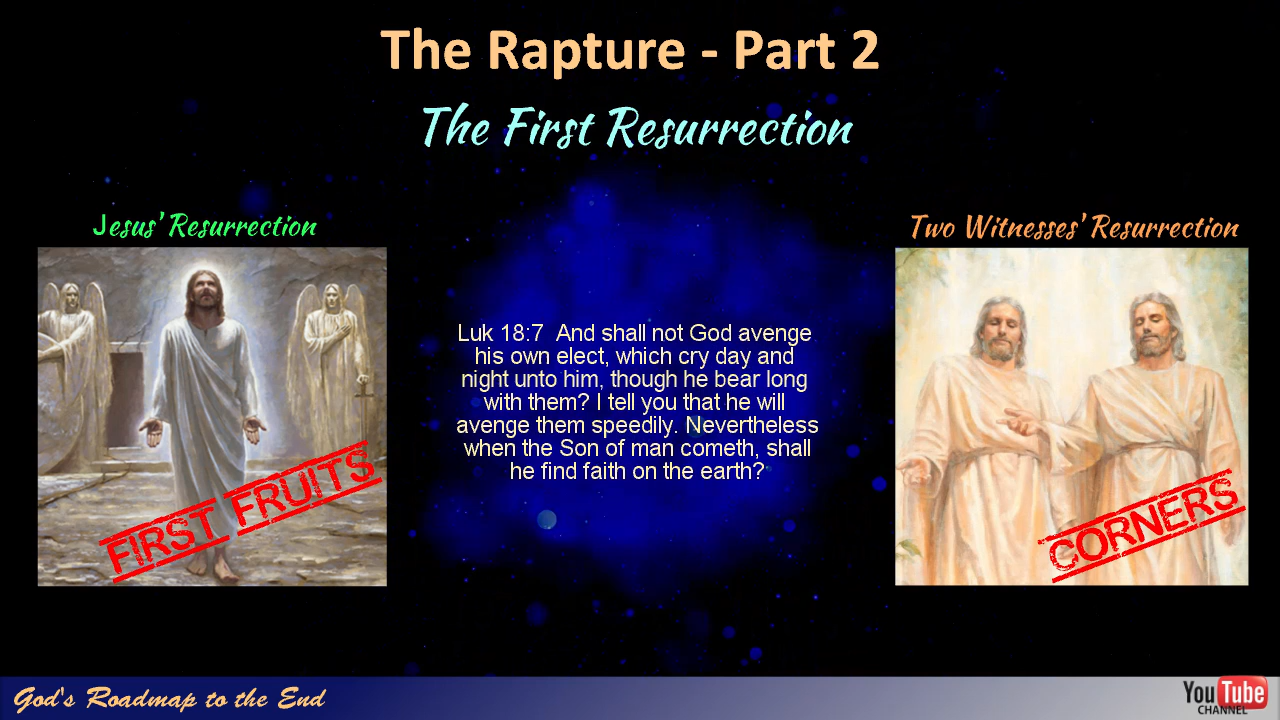 The Rapture - Part 2
The First Resurrection
Jesus' Resurrection
FIRST FRUITS
Luk 18:7  And shall not God avenge
his own elect, which cry day and
night unto him, though he bear long
with them? I tell you that he will
avenge them speedily. Nevertheless
when the Son of man cometh, shall
he find faith on the earth?
Two Witnesses' Resurrection
CORNERS
God's Roadmap to the End
YouTube
CHANNEL